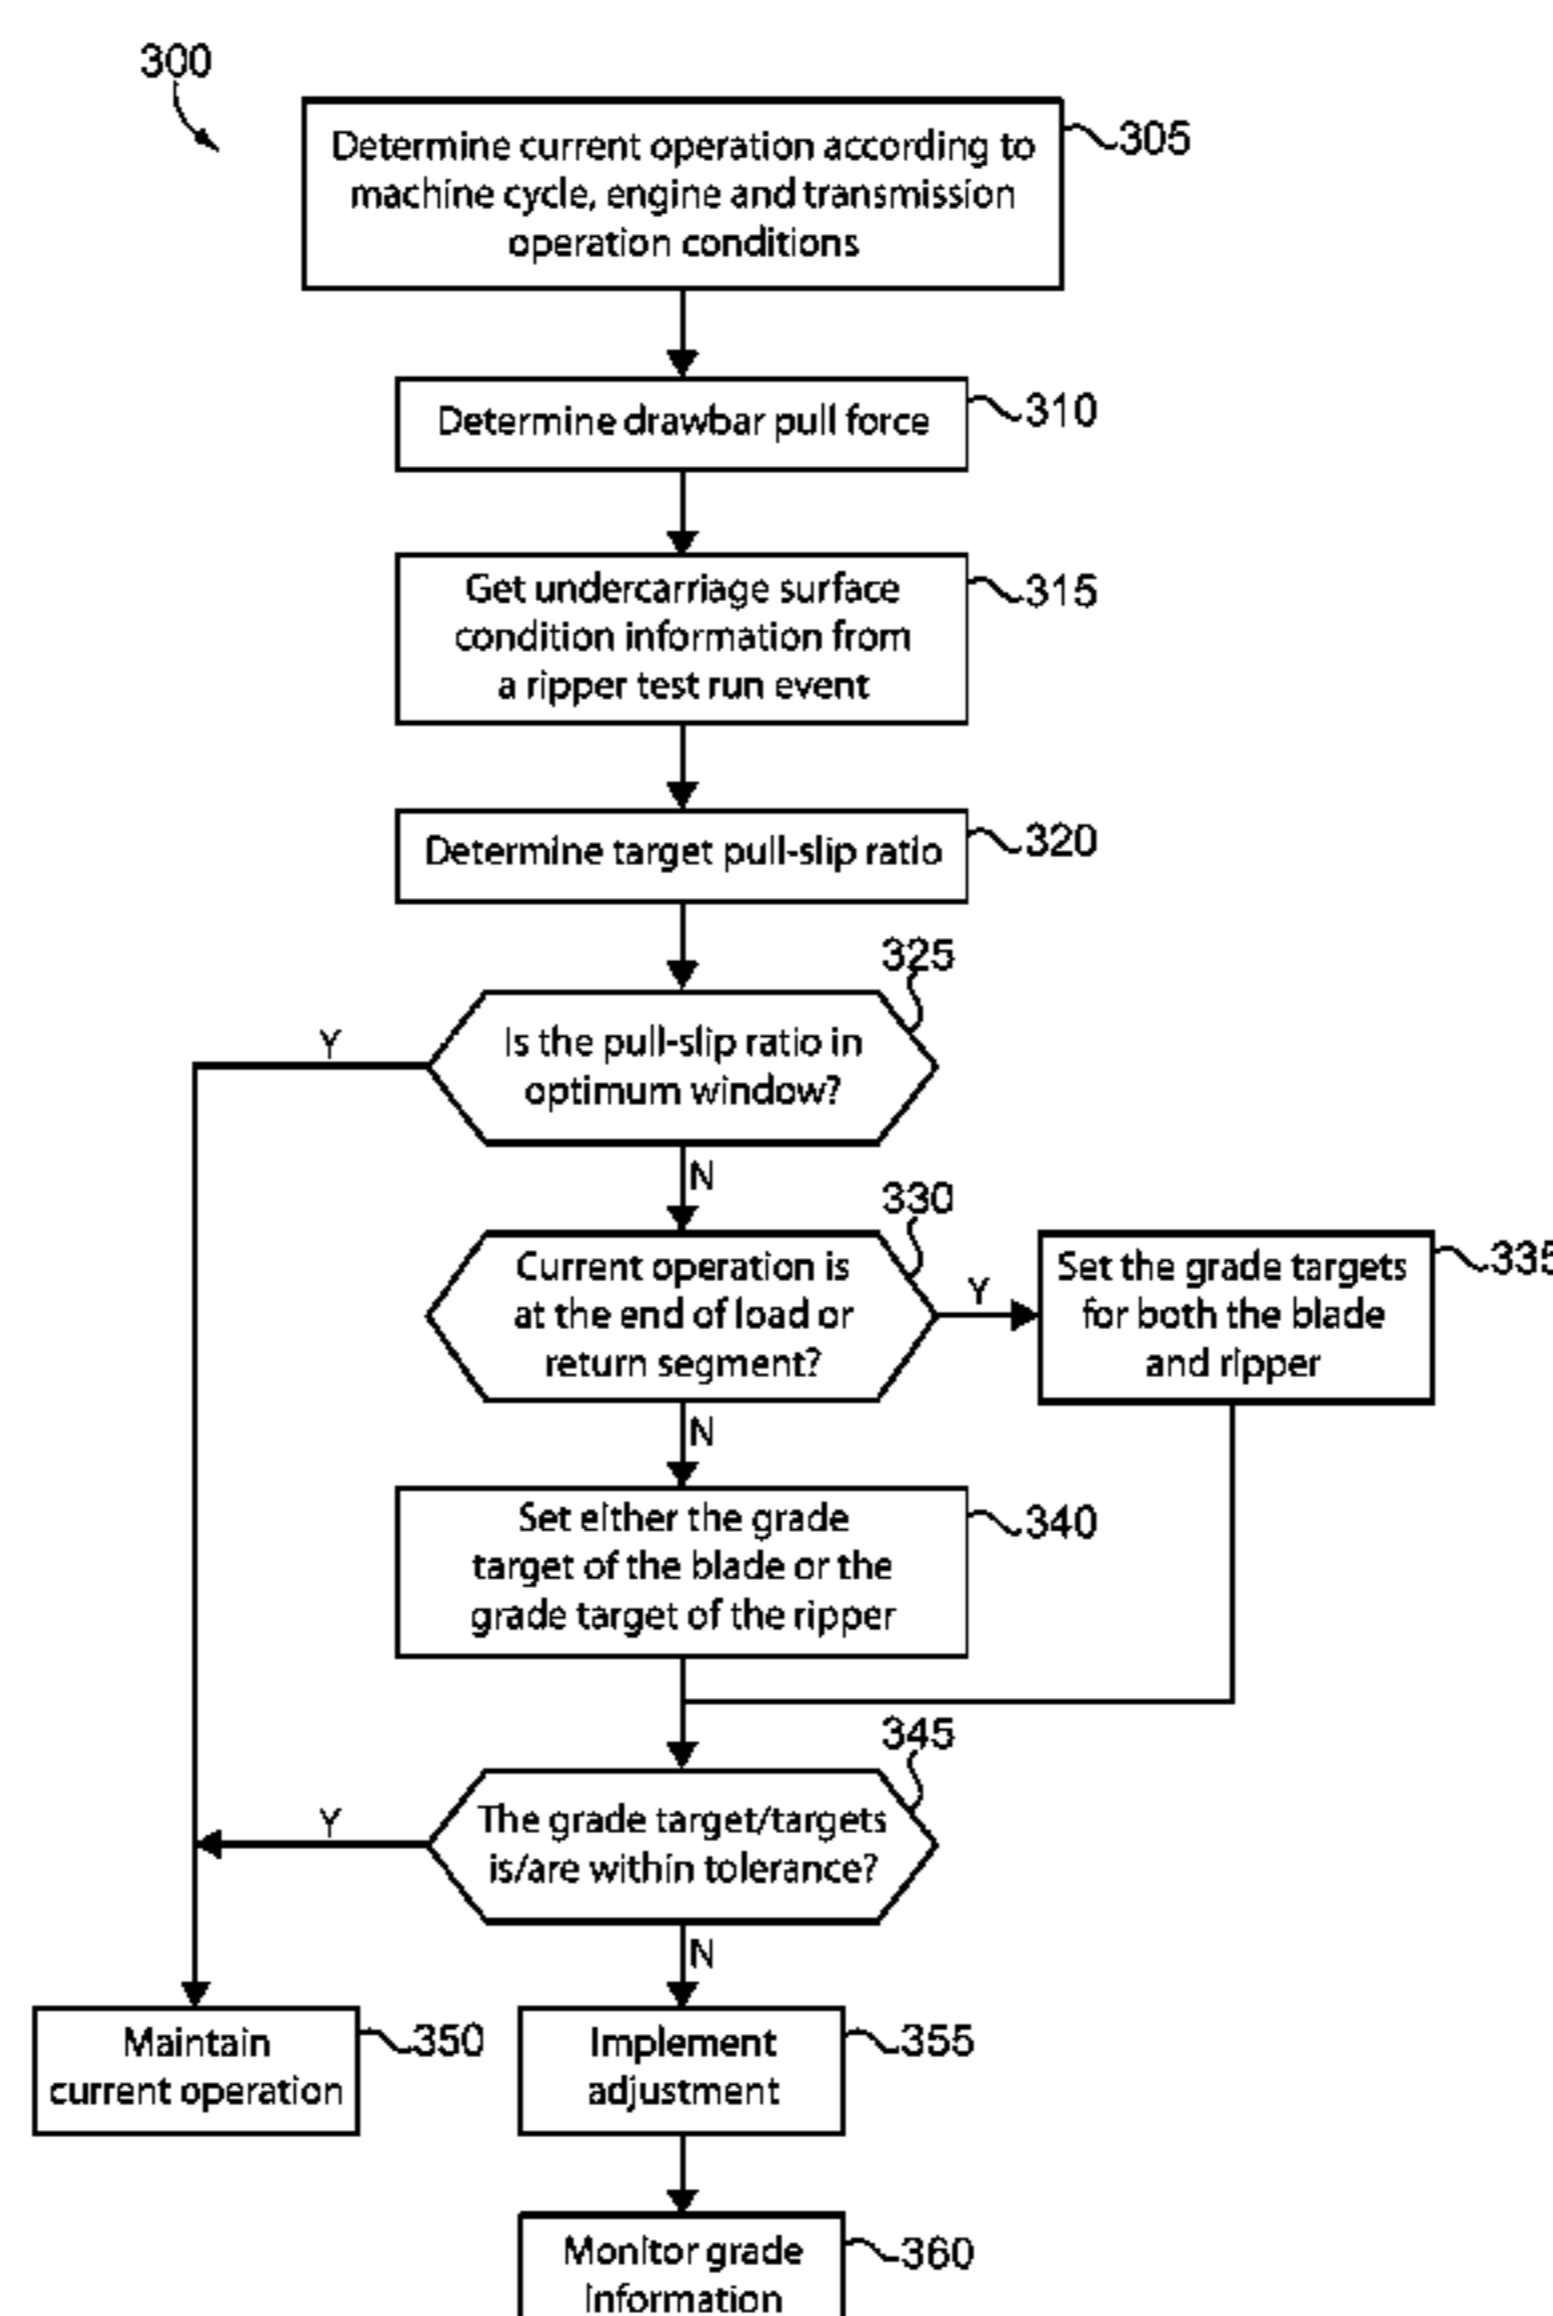 300
Determine current operation according to
machine cycle, engine and transmission
operation conditions
305
Determine drawbar pull force
310
Get undercarriage surface
condition information from
a ripper test run event
315
Determine target pull-slip ratio
320
325
Is the pull-slip ratio in
optimum window?
Y
N
330
Current operation is
at the end of load or
return segment?
Y
Set the grade targets
for both the blade
and ripper
335
N
Set either the grade
target of the blade or the
grade target of the ripper
340
345
The grade target/targets
is/are within tolerance?
Y
N
Maintain
current operation
350
Implement
adjustment
355
Monitor grade
information
360